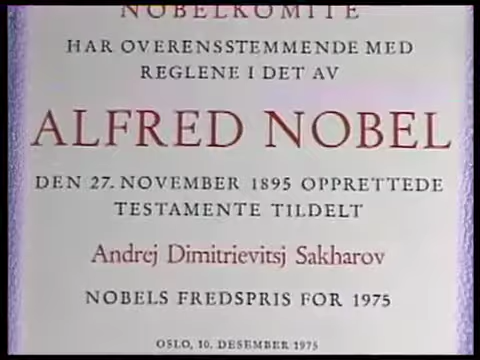 NOBELKOMITE
HAR OVERENSSTEMMENDE MED
REGLENE I DET AV
ALFRED NOBEL
DEN 27. NOVEMBER 1895 OPPRETTEDE
TESTAMENTE TILDELT
Andrej Dimitrievitsj Sakharov
NOBELS FREDSPRIS FOR 1975
OSLO, 10. DESEMBER 1975